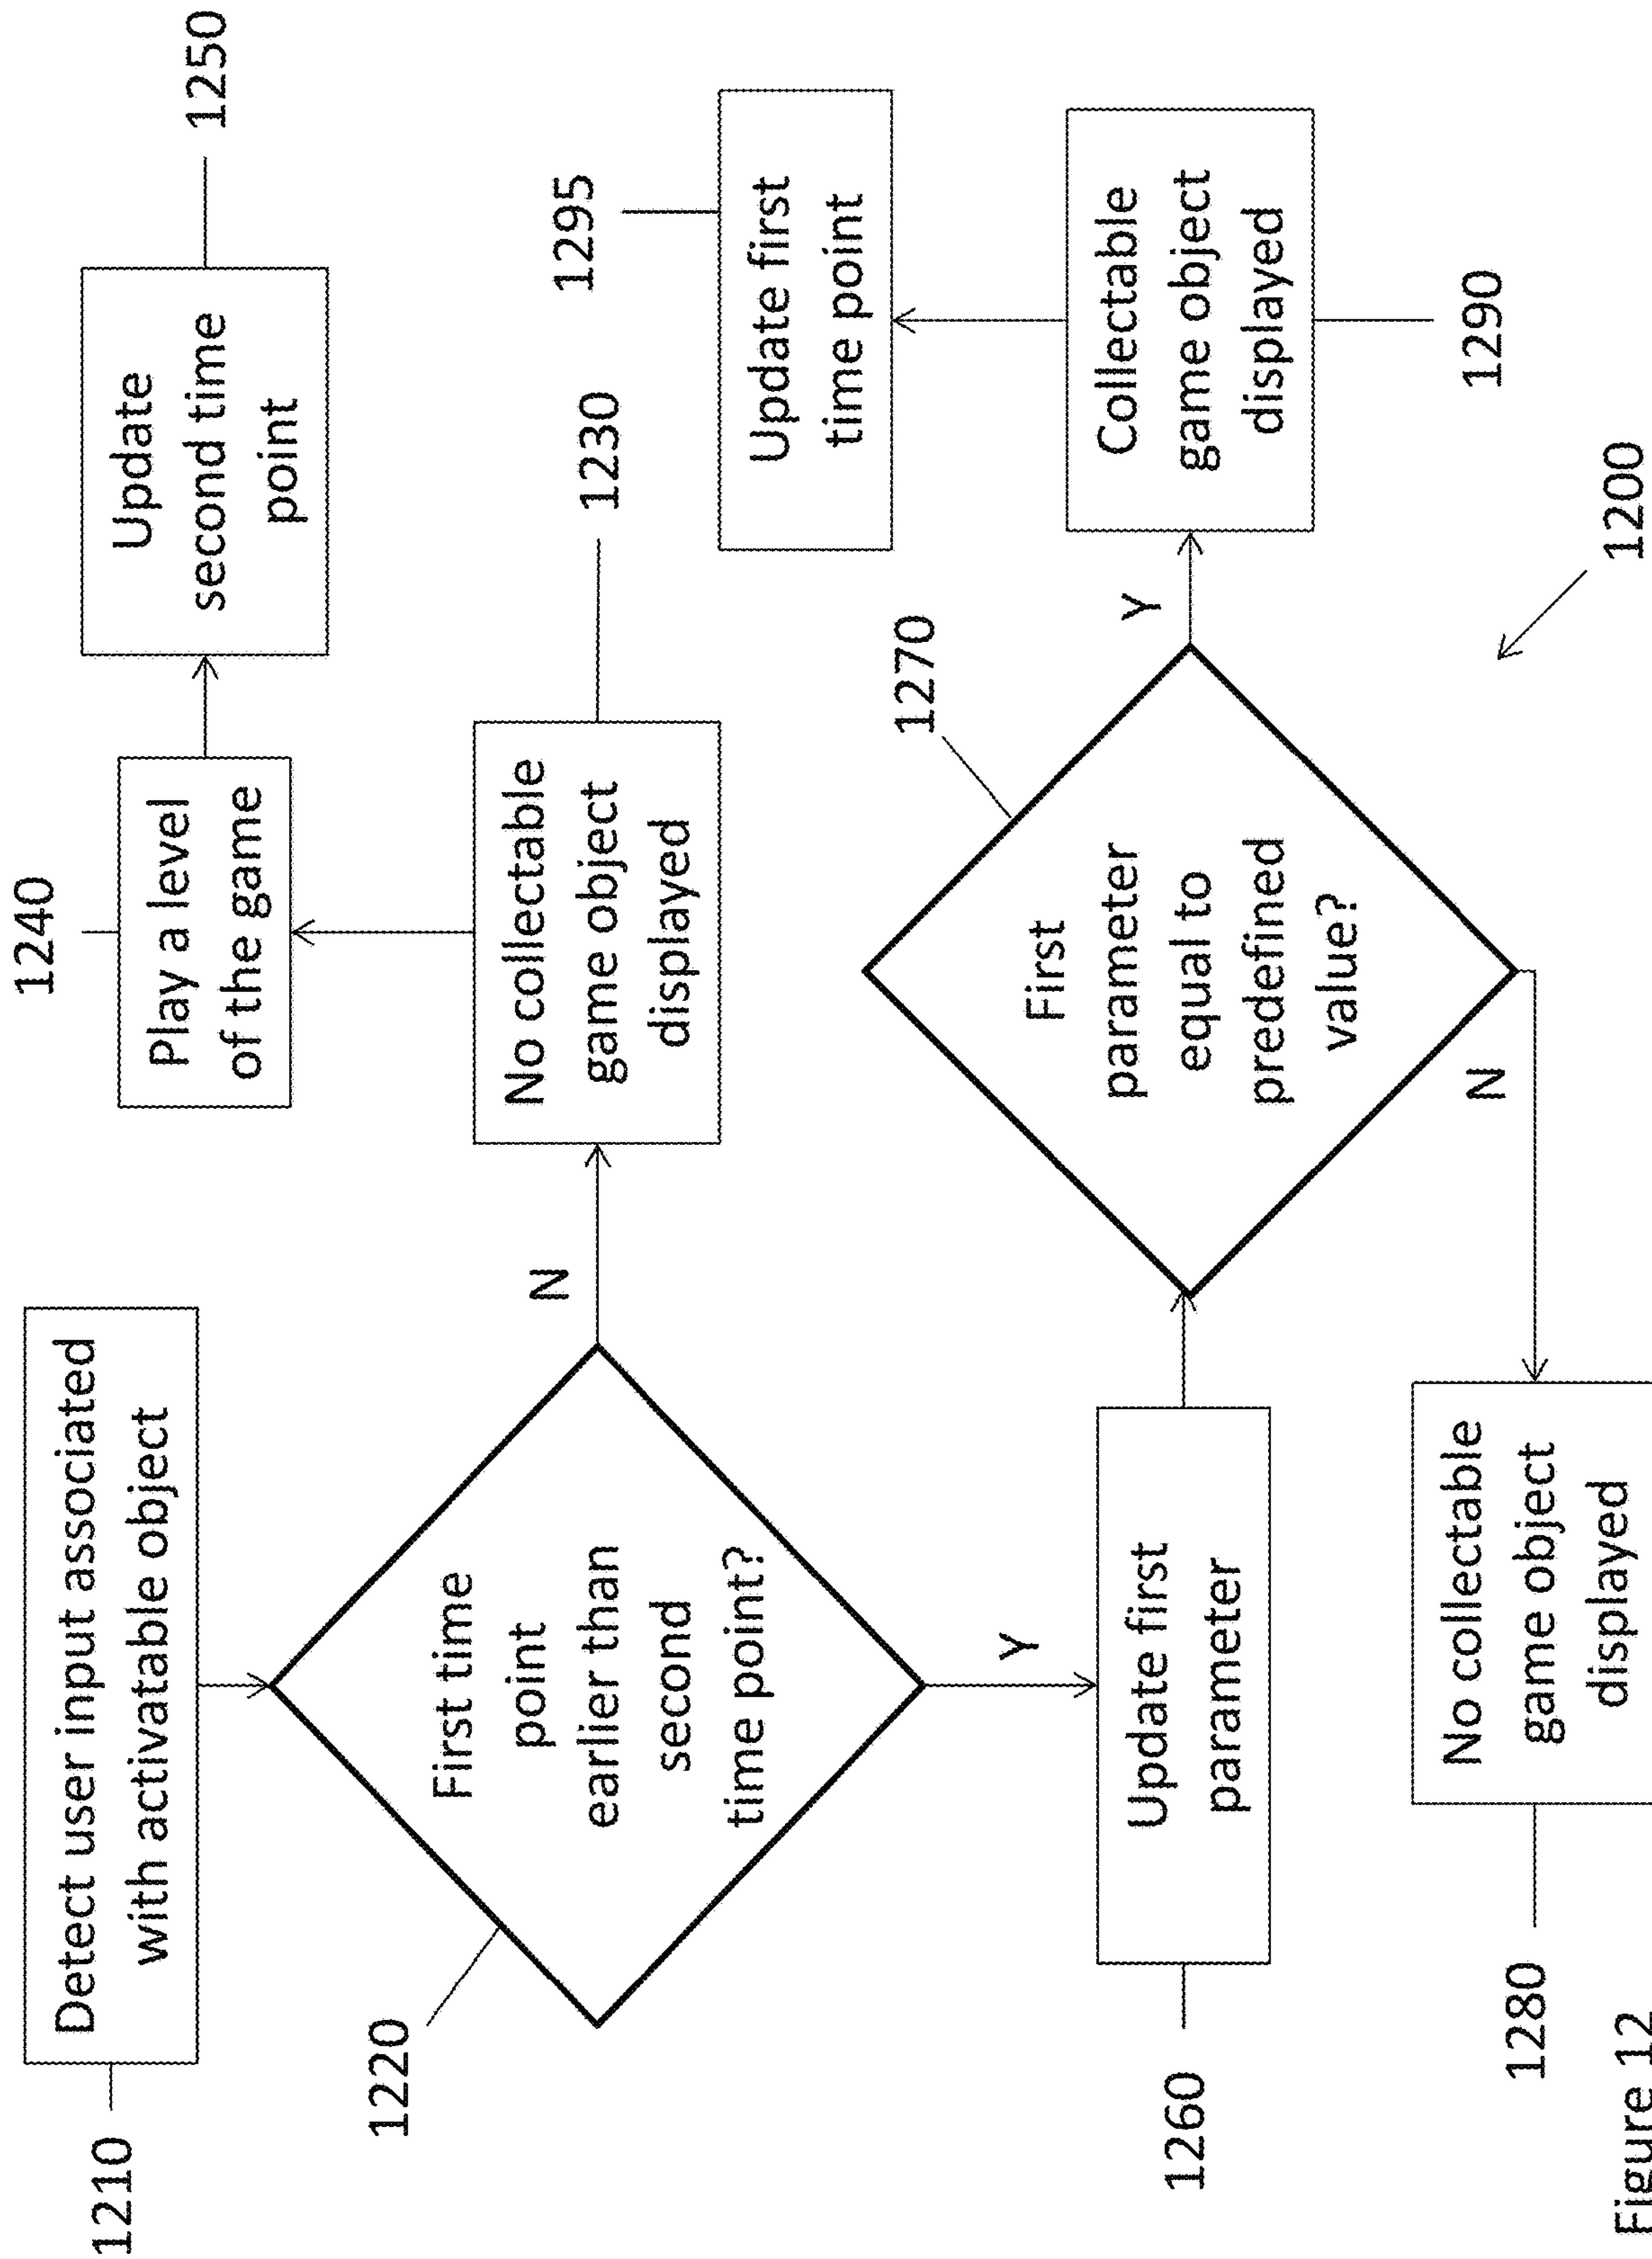 1210
Detect user input associated
with activatable object
1220
First time
point
earlier than
second
time point?
N
Y
1240
Play a level
of the game
Update
second time
point
1250
No collectable
game object
displayed
1230
1260
Update first
parameter
1270
First
parameter
equal to
predefined
value?
Y
N
1295
Update first
time point
Collectable
game object
displayed
1290
1280
No collectable
game object
displayed
1200
Figure 12